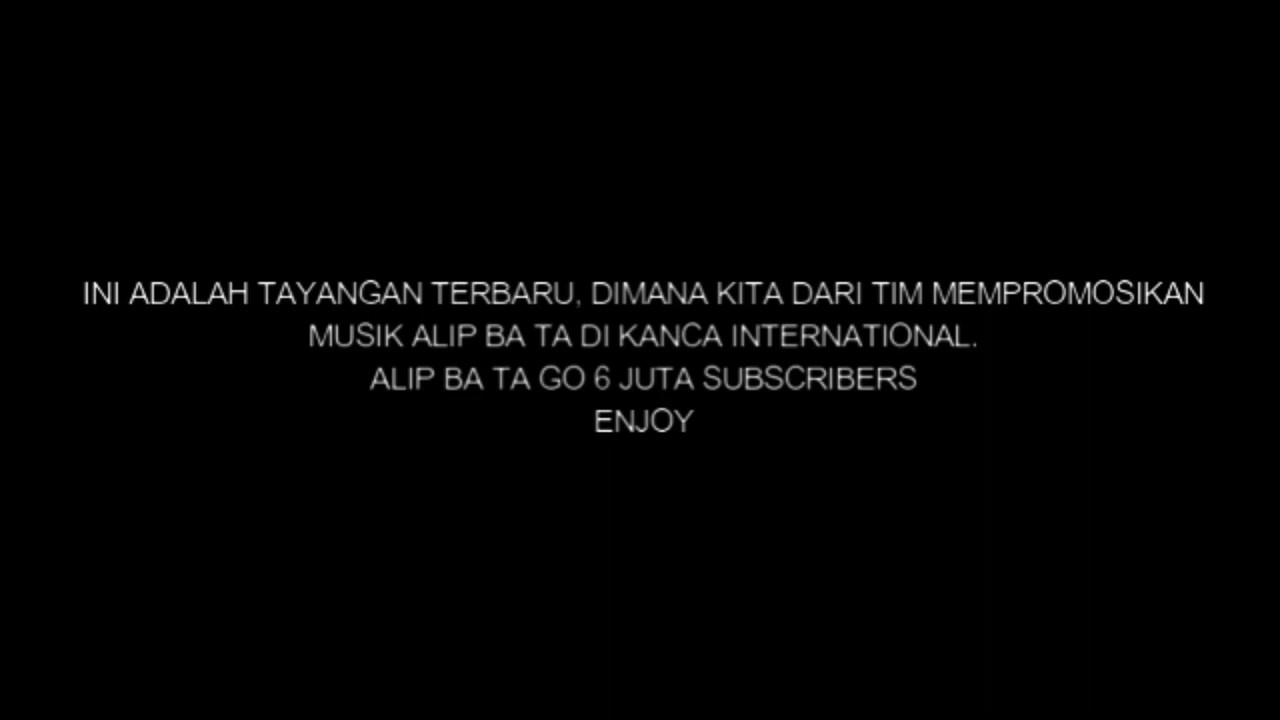 INI ADALAH TAYANGAN TERBARU, DIMANA KITA DARI TIM MEMPROMOSIKAN
MUSIK ALIP BA TA DI KANCA INTERNATIONAL.
ALIP BA TA GO 6 JUTA SUBSCRIBERS
ENJOY